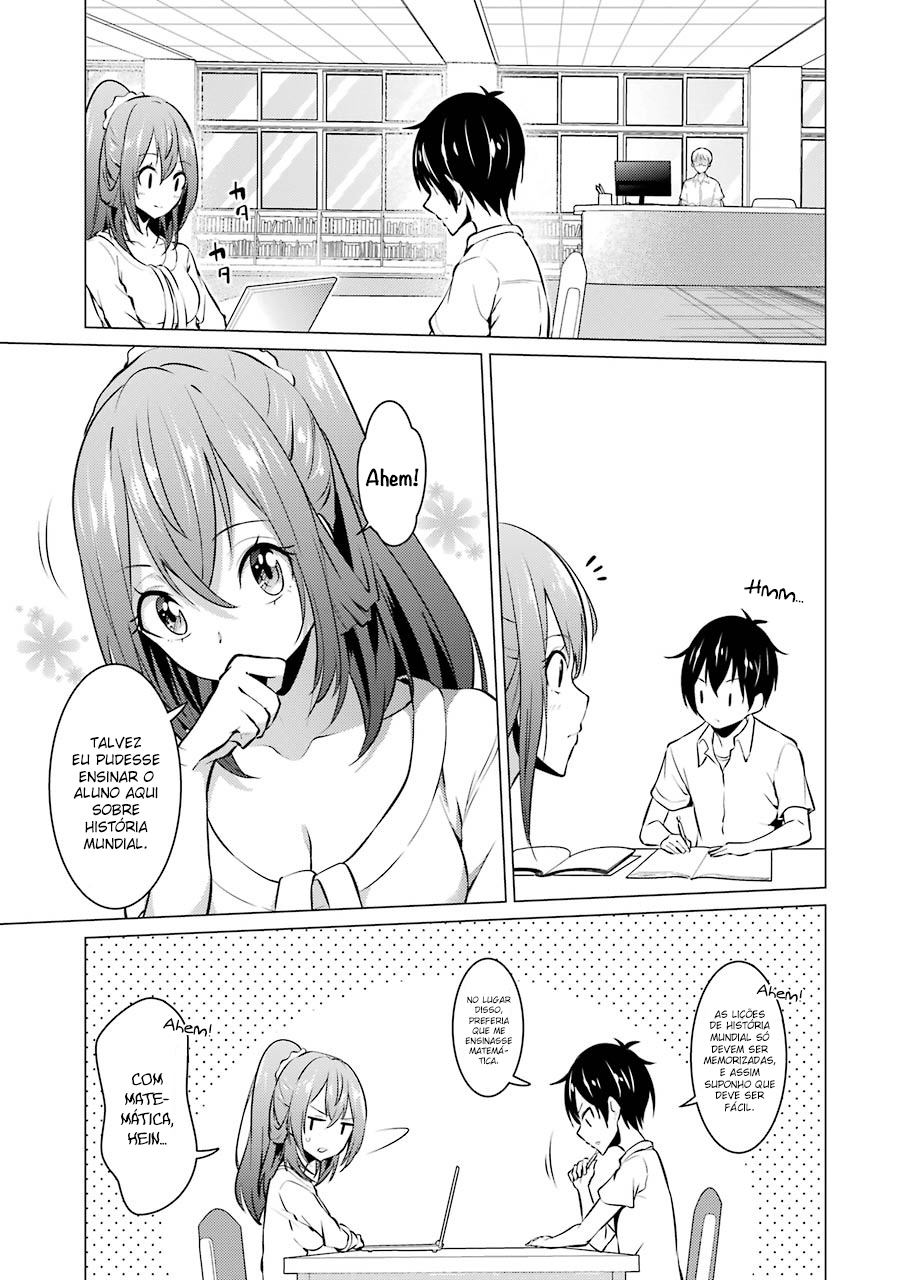 カタ
カタ
HMM...
Ahem!
TALVEZ
EU PUDESSE
ENSINAR O
ALUNO AQUI
SOBRE
HISTÓRIA
MUNDIAL.
Ahem!
AS LIÇÕES
DE HISTÓRIA
MUNDIAL SÓ
DEVEM SER
MEMORIZADAS,
E ASSIM
SUPONHO QUE
DEVE SER
FÁCIL.
NO LUGAR
DISSO,
PREFERIA
QUE ME
ENSINASSE
MATEMÁ-
TICA.
Ahem!
COM
MATE-
MÁTICA,
HEIN...